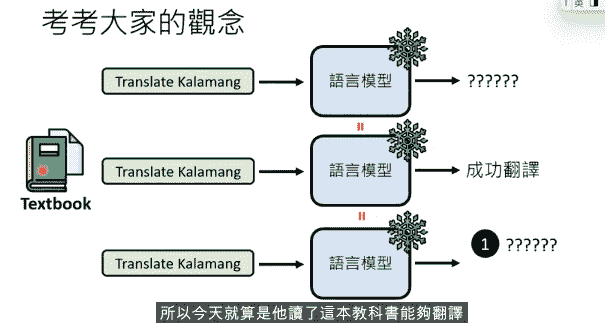 英
考考大家的觀念
Translate Kalamang
語言模型
??????
Translate Kalamang
語言模型
成功翻譯
Textbook
Translate Kalamang
語言模型
1 ??????
所以今天就算是他讀了這本教科書能夠翻譯